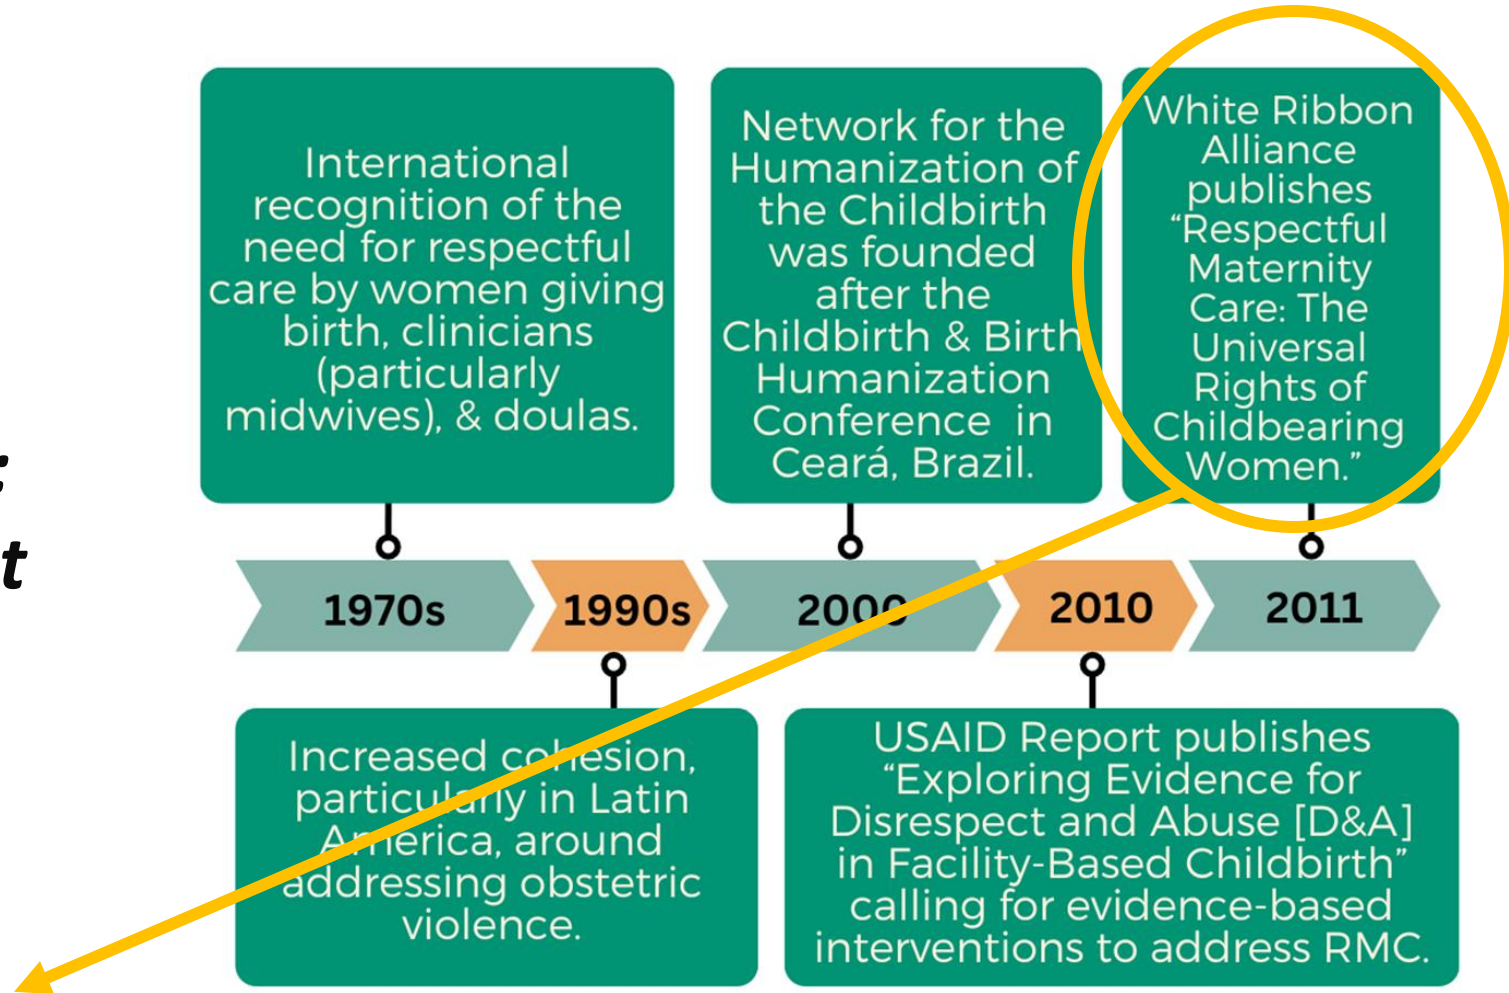 International
recognition of the
need for respectful
care by women giving
birth, clinicians
(particularly
midwives), & doulas.
Network for the
Humanization of
the Childbirth
was founded
after the
Childbirth & Birth
Humanization
Conference in
Ceará, Brazil.
White Ribbon
Alliance
publishes
“Respectful
Maternity
Care: The
Universal
Rights of
Childbearing
Women.”
t
1970s
1990s
2000
2010
2011
Increased cohesion,
particularly in Latin
America, around
addressing obstetric
violence.
USAID Report publishes
“Exploring Evidence for
Disrespect and Abuse [D&A]
in Facility-Based Childbirth”
calling for evidence-based
interventions to address RMC.